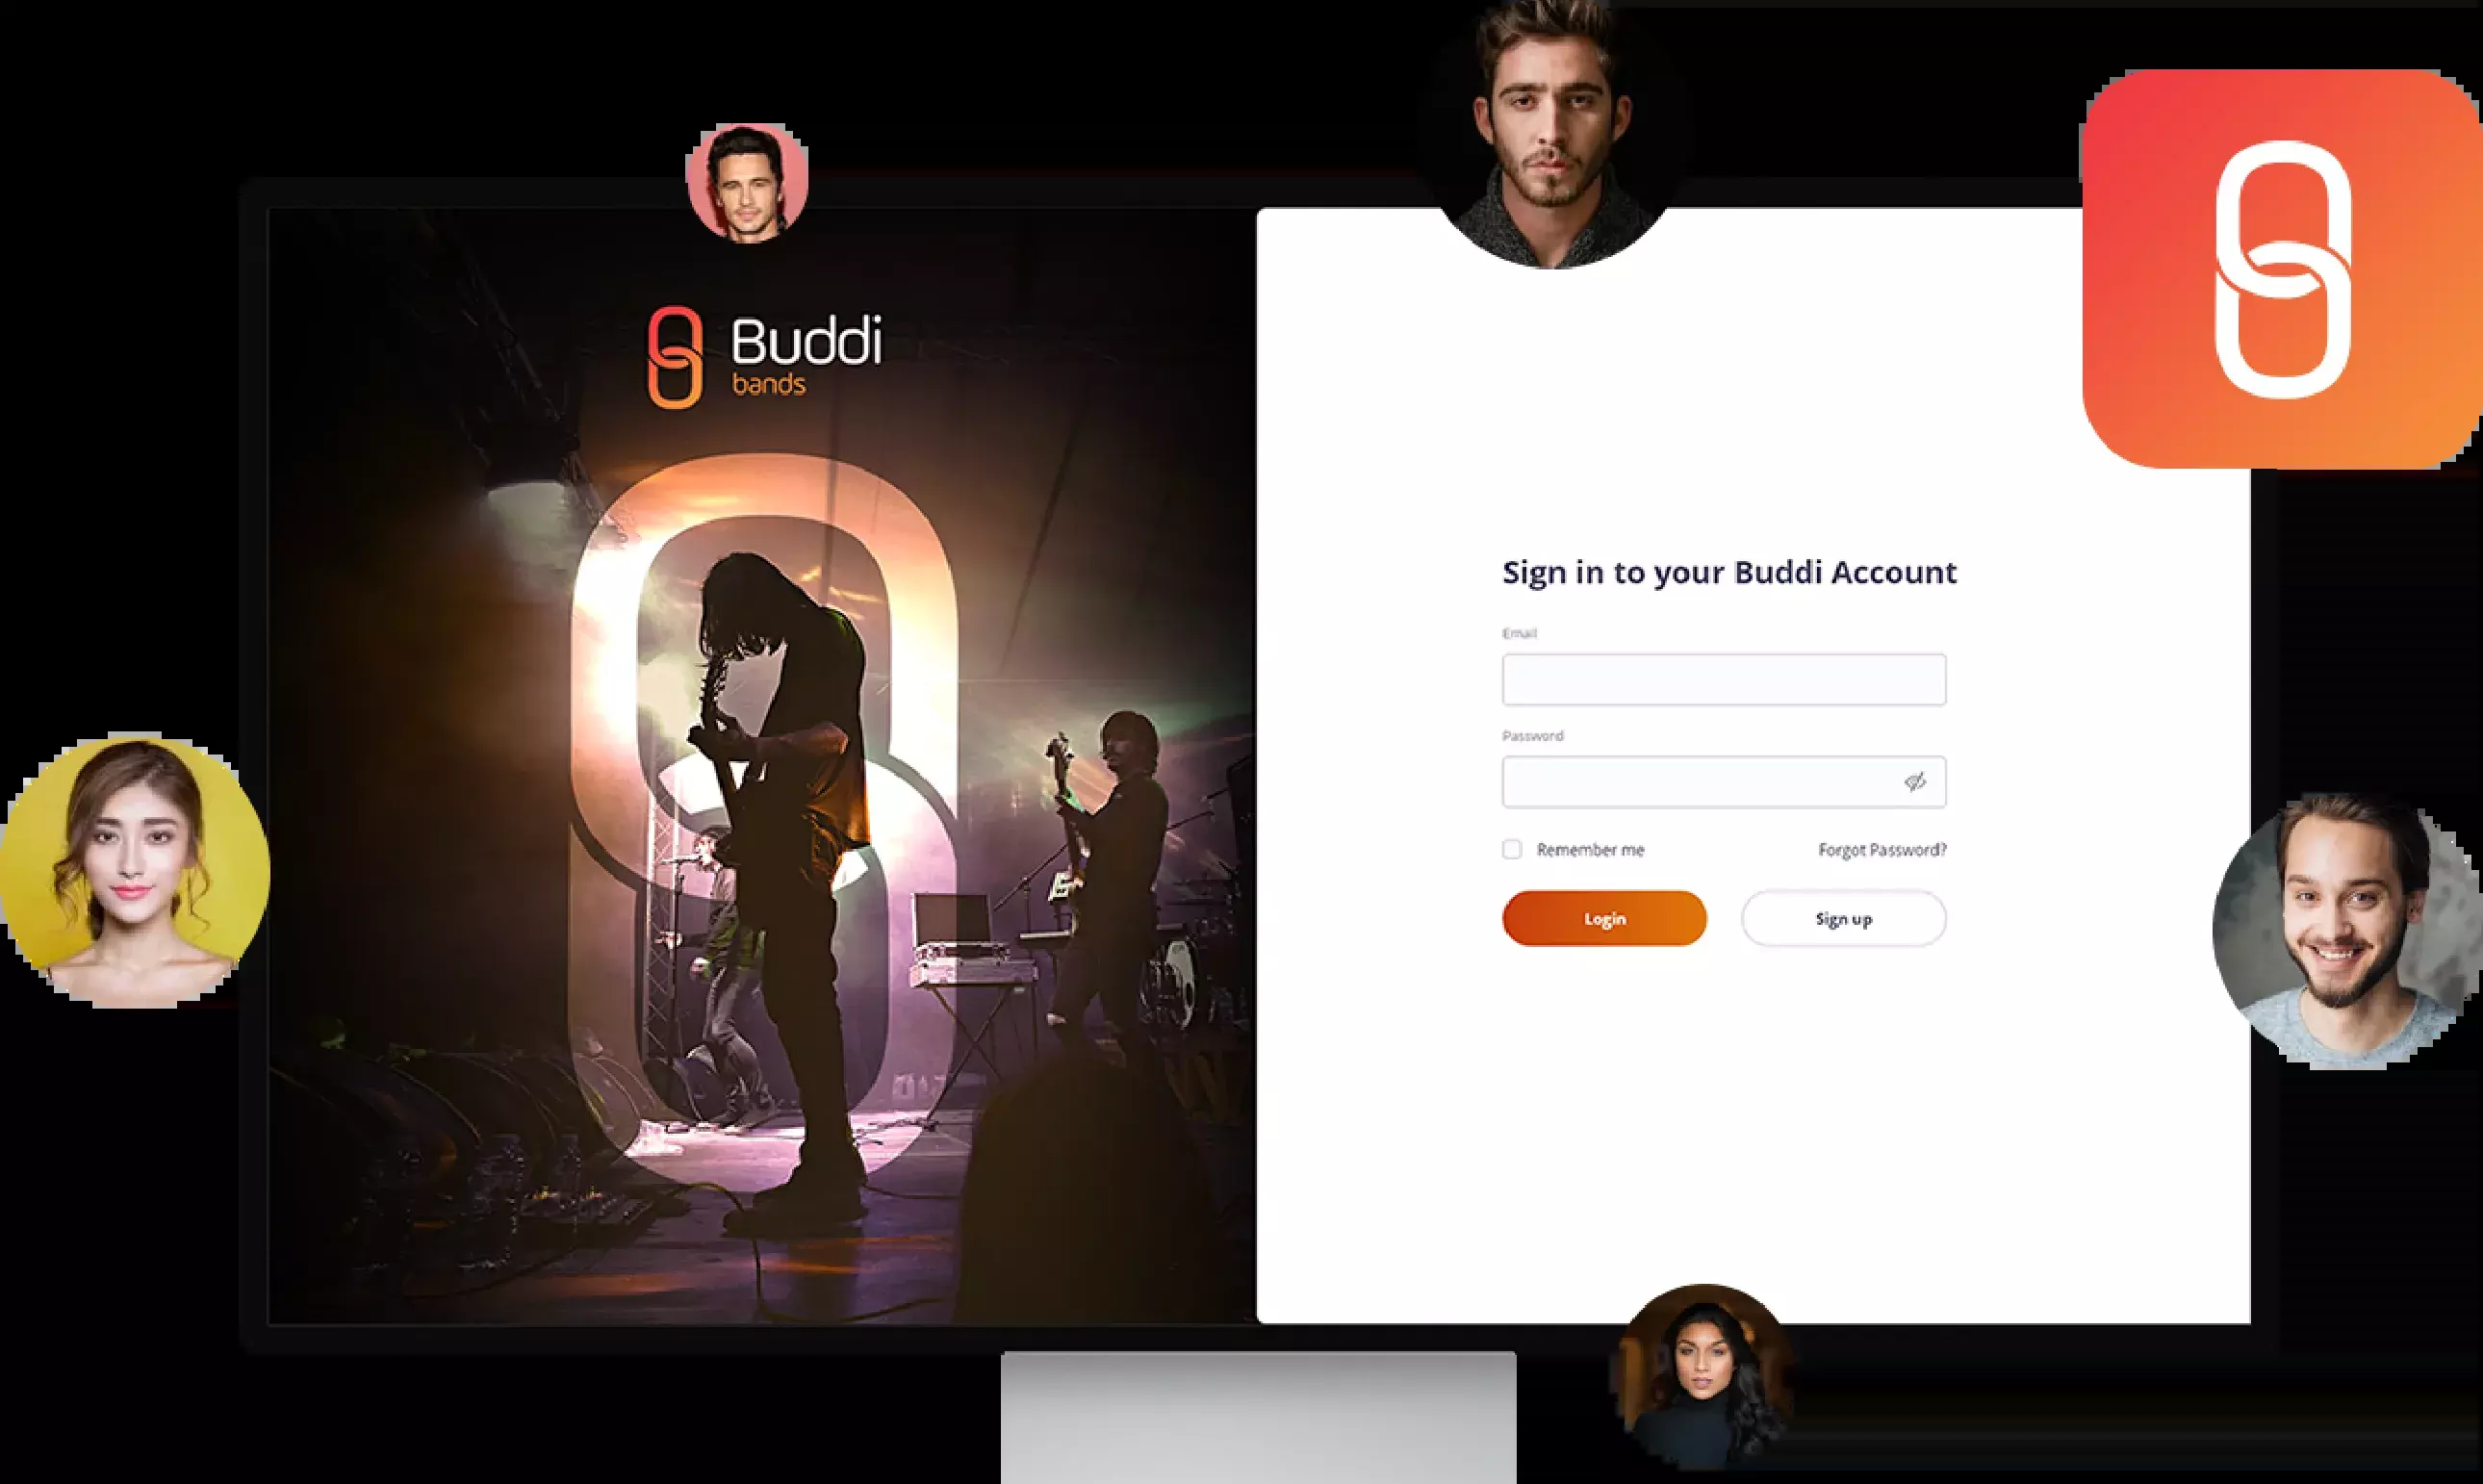 Buddi
bands
Sign in to your Buddi Account
Email
Password
Remember me
Forgot Password?
Login
Sign up